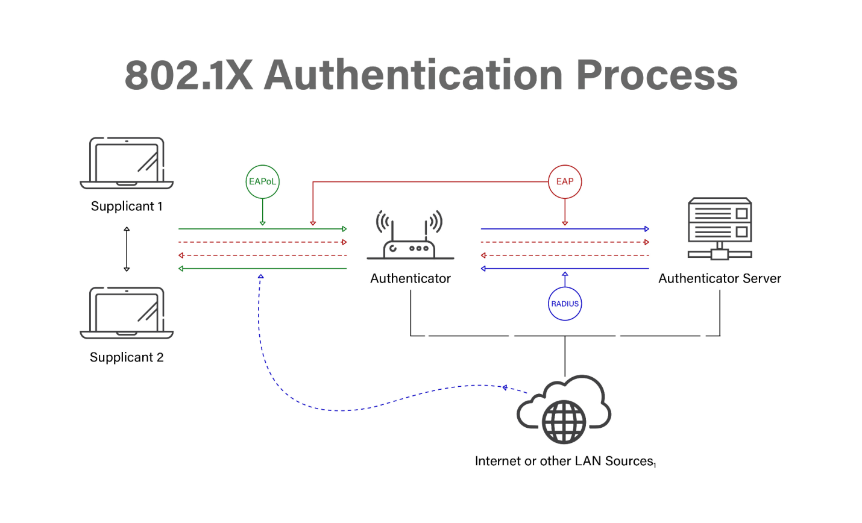 802.1X Authentication Process
EAPoL
EAP
Supplicant 1
Authenticator
Authenticator Server
RADIUS
Supplicant 2
Internet or other LAN Sources,